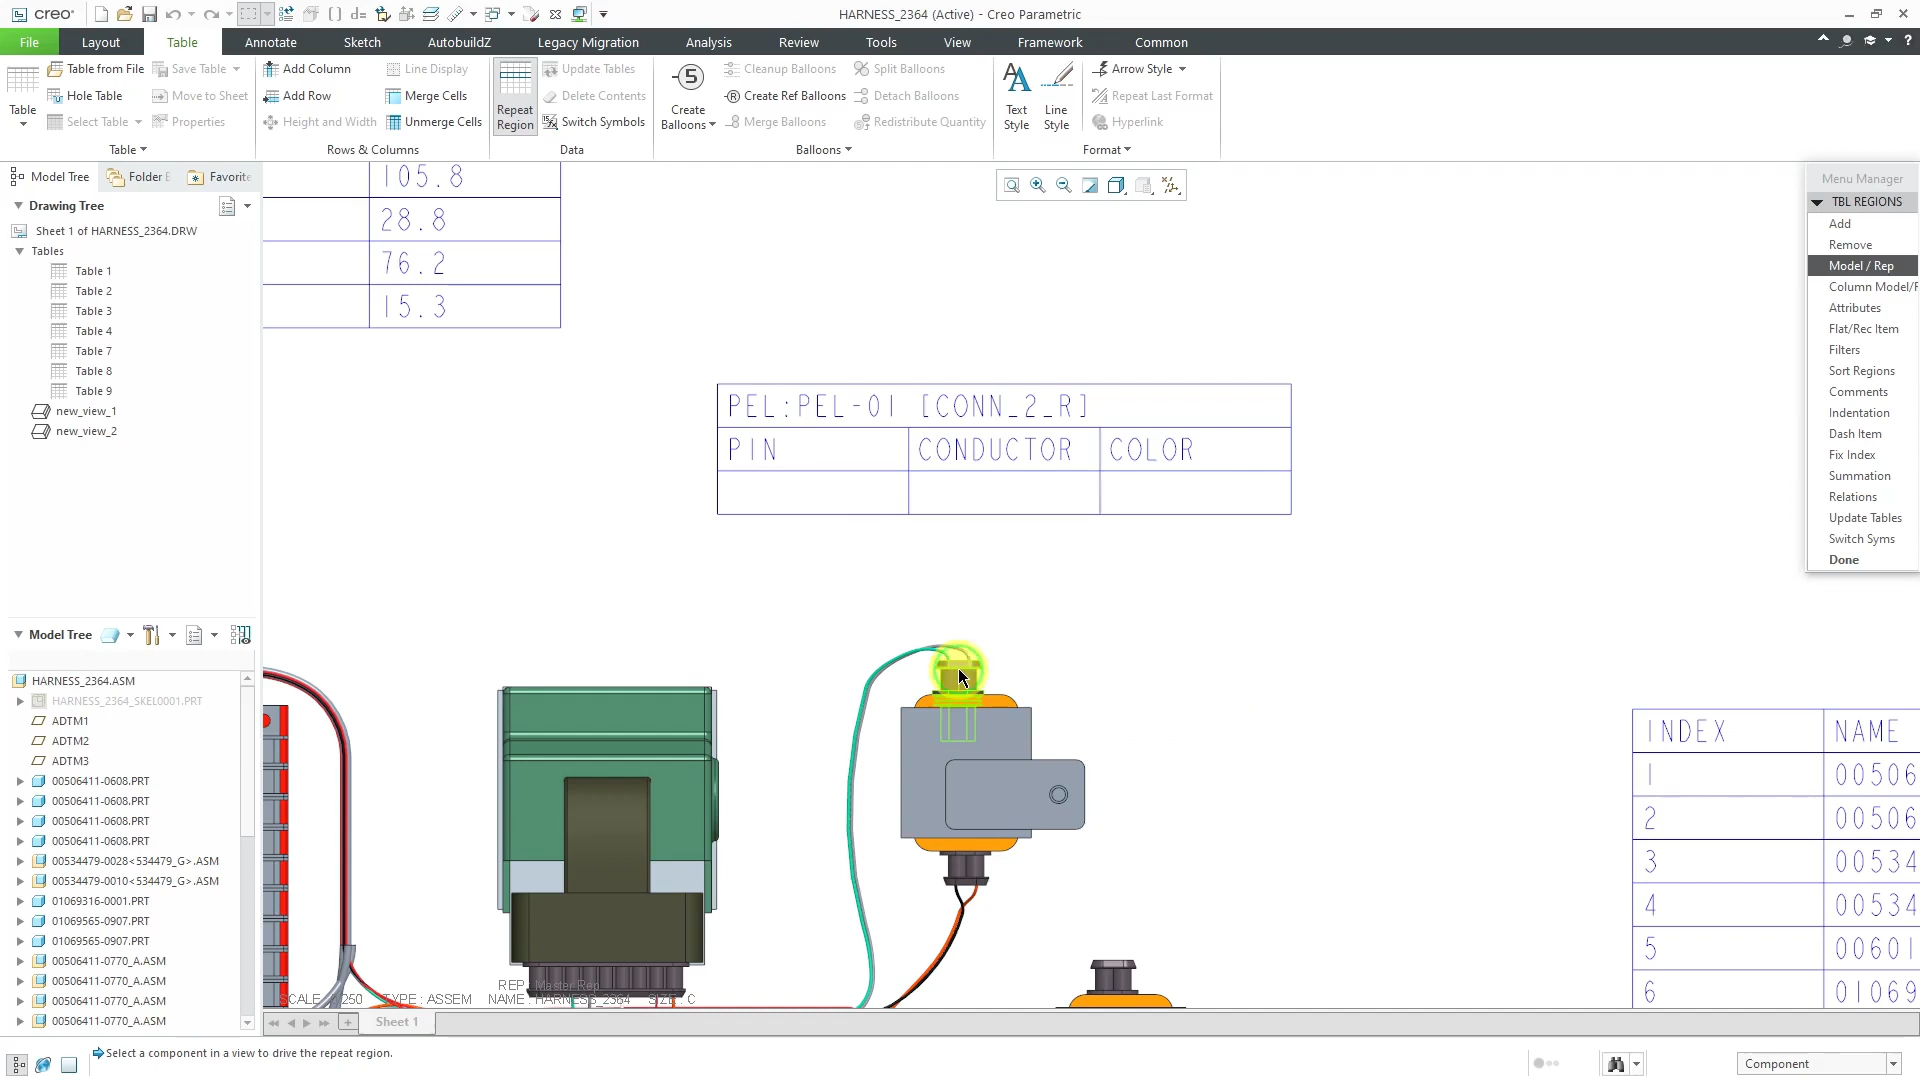 creo
HARNESS_2364 (Active) - Creo Parametric
File
Layout
Table
Annotate
Sketch
AutobuildZ
Legacy Migration
Analysis
Review
Tools
View
Framework
Common
Table
Table from File
Save Table
Hole Table
Move to Sheet
Select Table
Properties
Table
Add Column
Line Display
Add Row
Merge Cells
Height and Width
Unmerge Cells
Rows & Columns
Repeat
Region
Update Tables
Delete Contents
Switch Symbols
Data
Create
Balloons
Cleanup Balloons
Split Balloons
Create Ref Balloons
Detach Balloons
Merge Balloons
Redistribute Quantity
Balloons
Text
Style
Line
Style
Arrow Style
Repeat Last Format
Hyperlink
Format
Model Tree
Folder
Favorite
Drawing Tree
Sheet 1 of HARNESS_2364.DRW
Tables
Table 1
Table 2
Table 3
Table 4
Table 7
Table 8
Table 9
new_view_1
new_view_2
Model Tree
HARNESS_2364.ASM
HARNESS_2364_SKEL0001.PRT
ADTM1
ADTM2
ADTM3
00506411-0608.PRT
00506411-0608.PRT
00506411-0608.PRT
00506411-0608.PRT
00534479-0028<534479_G>.ASM
00534479-0010<534479_G>.ASM
01069316-0001.PRT
01069565-0907.PRT
01069565-0907.PRT
00506411-0770_A.ASM
00506411-0770_A.ASM
00506411-0770_A.ASM
00506411-0770_A.ASM
105.8
28.8
76.2
15.3
PEL:PEL-01 [CONN_2_R]
PIN CONDUCTOR COLOR
INDEX NAME
1 00506
2 00506
3 00534
4 00534
5 00601
6 01069
REP : Master Rep
TYPE : ASSEM NAME : HARNESS_2364 SIZE : C
Sheet 1
Menu Manager
TBL REGIONS
Add
Remove
Model / Rep
Column Model/
Attributes
Flat/Rec Item
Filters
Sort Regions
Comments
Indentation
Dash Item
Fix Index
Summation
Relations
Update Tables
Switch Syms
Done
Select a component in a view to drive the repeat region.
Component